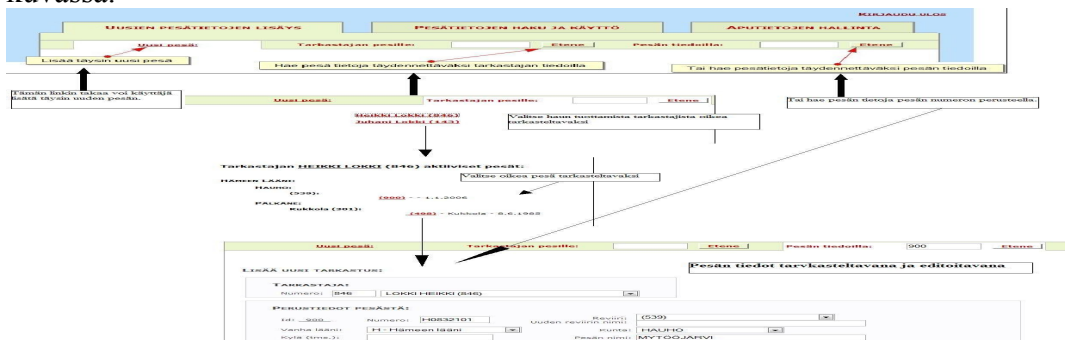 kuvassa.
KIRJAUDU ULOS
UUSIEN PESÄTIETOJEN LISÄYS
PESÄTIETOJEN HAKU JA KÄYTTÖ
APUTIETOJEN HALLINTA
Uusi pesä:
Tarkastajan pesille:
Etene
Pesän tiedoilla:
Etene
Lisää täysin uusi pesä
Hae pesä tietoja täydennettäväksi tarkastajan tiedoilla
Tai hae pesätietoja täydennettäväksi pesän tiedoilla
Tämän linkin takaa voi käyttäjä
lisätä täysin uuden pesän.
Tai hae pesän tietoja pesän numeron perusteella.
Uusi pesä:
Tarkastajan pesille:
Etene
Heikki Lokki (846)
Juhani Lokki (143)
Valitse haun tuottamista tarkastajista oikea
tarkasteltavaksi
Tarkastajan HEIKKI LOKKI (846) aktiiviset pesät:
HÄMEEN LÄÄNI:
HAUHO:
(539):
(900) - - 1.1.2006
PÄLKÄNE:
Kukkola (301):
(488) - Kukkola - 8.6.1985
Valitse oikea pesä tarkasteltavaksi
Uusi pesä:
Tarkastajan pesille:
Etene
Pesän tiedoilla:
900
Etene
Pesän tiedot tarvkasteltavana ja editoitavana
LISÄÄ UUSI TARKASTUS:
TARKASTAJA:
Numero: 846 LOKKI HEIKKI (846)
PERUSTIEDOT PESÄSTÄ:
Id: 900
Numero: H0832101
Reviiri: (539)
Uuden reviirin nimi:
Vanha lääni: H - Hämeen lääni
Kunta: HAUHO
Kylä (tms.):
Pesän nimi: MYTÖÖJÄRVI